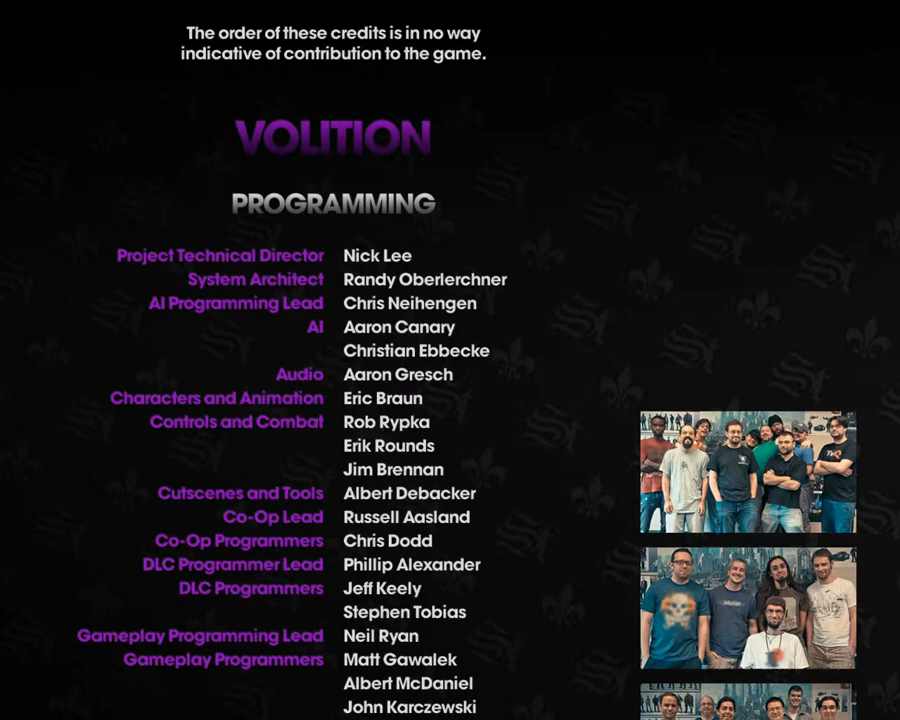 The order of these credits is in no way
indicative of contribution to the game.
VOLITION
PROGRAMMING
Project Technical Director Nick Lee
System Architect Randy Oberlerchner
AI Programming Lead Chris Neihengen
AI Aaron Canary
Christian Ebbecke
Audio Aaron Gresch
Characters and Animation Eric Braun
Controls and Combat Rob Rypka
Erik Rounds
Jim Brennan
Cutscenes and Tools Albert Debacker
Co-Op Lead Russell Aasland
Co-Op Programmers Chris Dodd
DLC Programmer Lead Phillip Alexander
DLC Programmers Jeff Keely
Stephen Tobias
Gameplay Programming Lead Neil Ryan
Gameplay Programmers Matt Gawalek
Albert McDaniel
John Karczewski